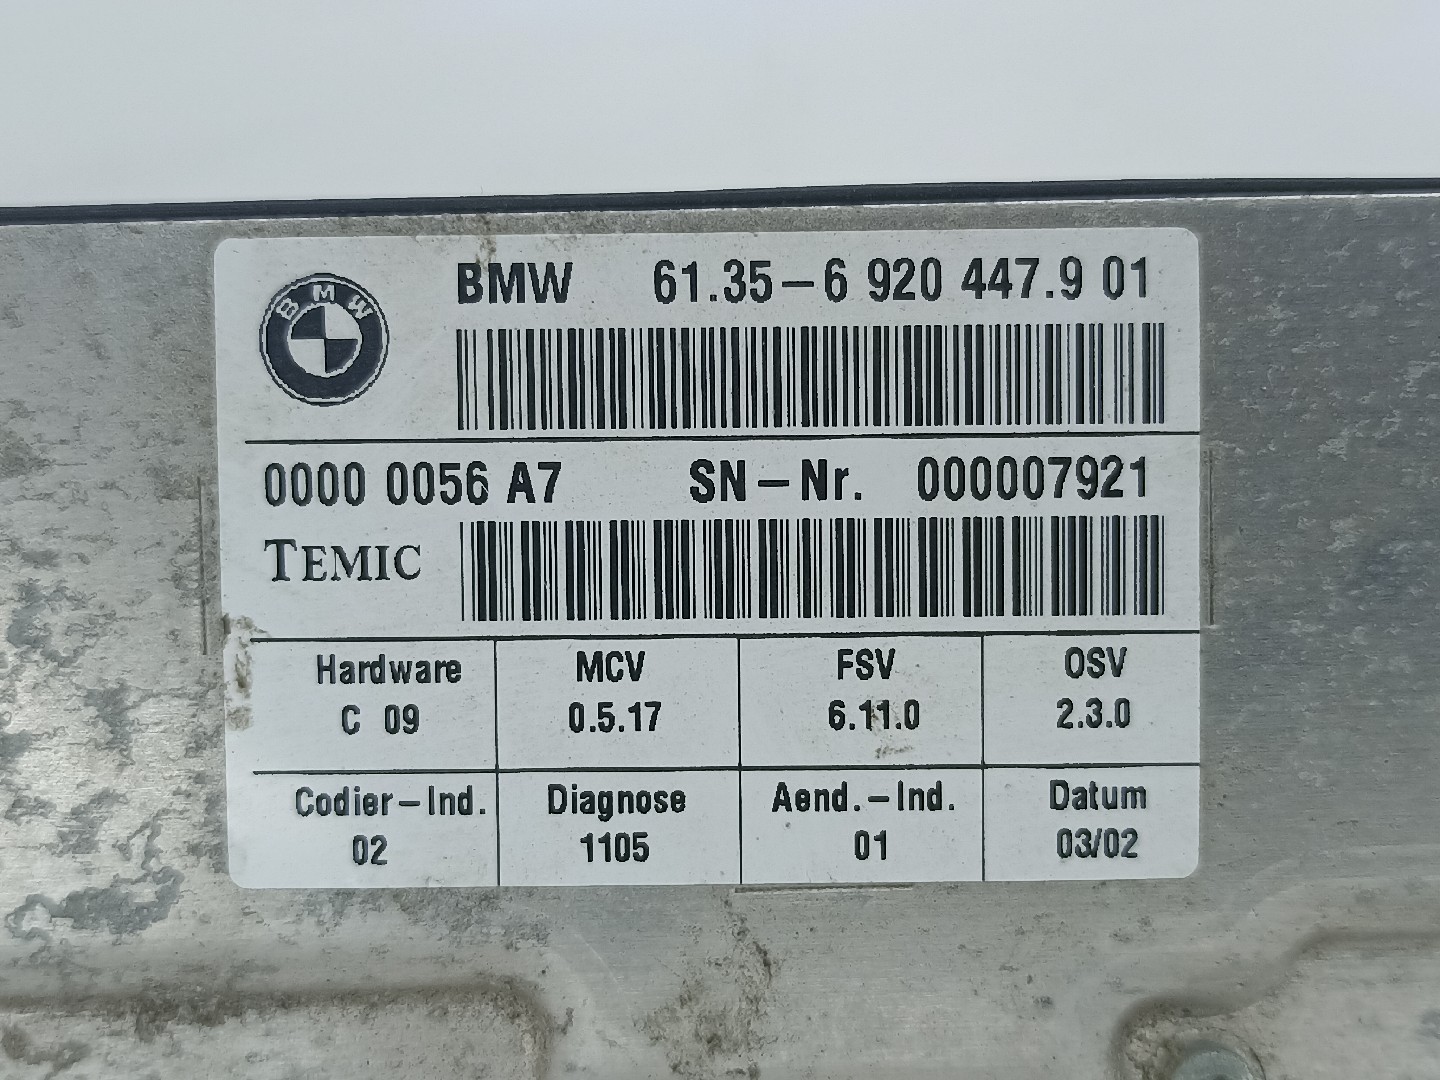 BMW
BMW 61.35-6 920 447.9 01
0000 0056 A7 SN-Nr. 000007921
TEMIC
Hardware MCV FSV OSV
C 09 0.5.17 6.11.0 2.3.0
Codier-Ind. Diagnose Aend.-Ind. Datum
02 1105 01 03/02